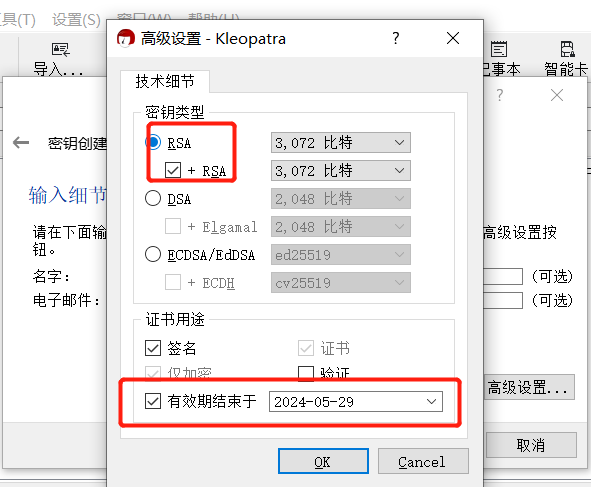 工具(T) 设置(S) 窗口(W) 帮助(H)
导入... 记事本 智能卡
高级设置 - Kleopatra ?
?
技术细节
密钥类型
密钥创建
RSA 3,072 比特
+ RSA 3,072 比特
输入细节
DSA 2,048 比特
请在下面输
钮。
高级设置按
+ Elgamal 2,048 比特
ECDSA/EdDSA ed25519
名字: (可选)
+ ECDH cv25519
电子邮件: (可选)
证书用途
签名 证书
仅加密 验证
高级设置...
有效期结束于 2024-05-29
取消
OK Cancel